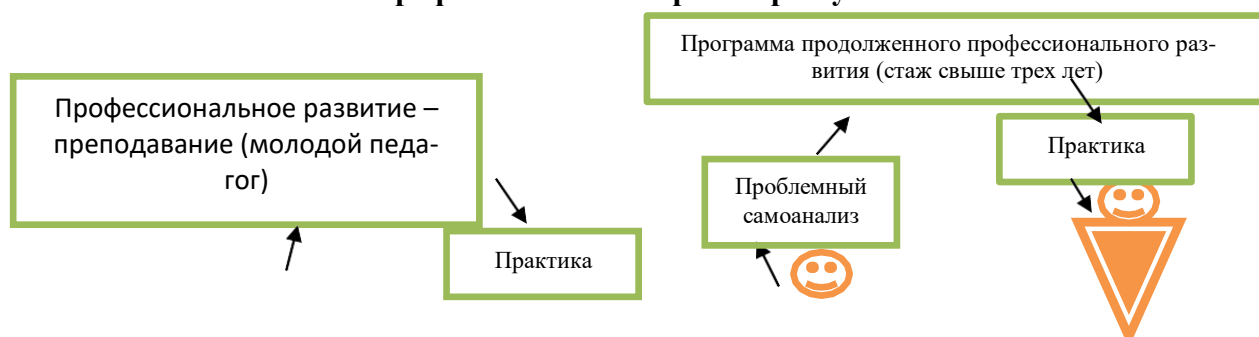 Программа продолженного профессионального раз-
вития (стаж свыше трех лет)
Профессиональное развитие –
преподавание (молодой педа-
гог)
Практика
Проблемный
самоанализ
Практика